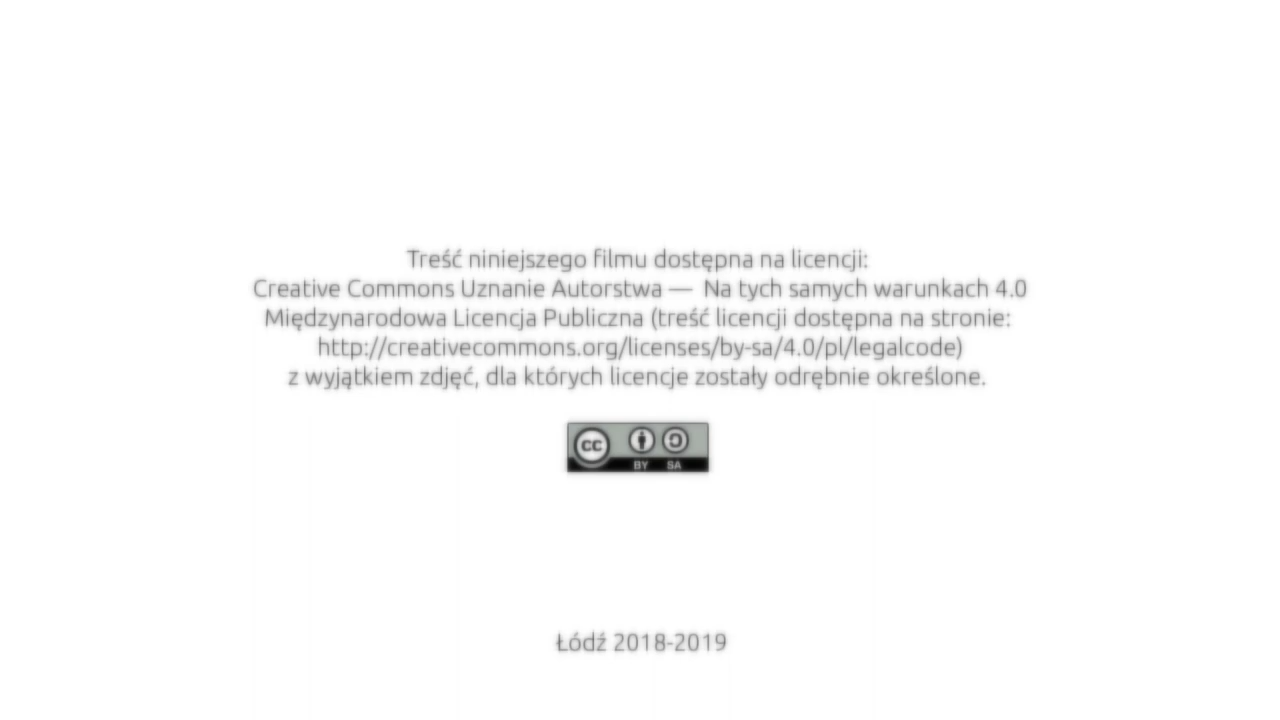 Treść niniejszego filmu dostępna na licencji:
Creative Commons Uznanie Autorstwa — Na tych samych warunkach 4.0
Międzynarodowa Licencja Publiczna (treść licencji dostępna na stronie:
http://creativecommons.org/licenses/by-sa/4.0/pl/legalcode)
z wyjątkiem zdjęć, dla których licencje zostały odrębnie określone.
cc
BY SA
Łódź 2018-2019